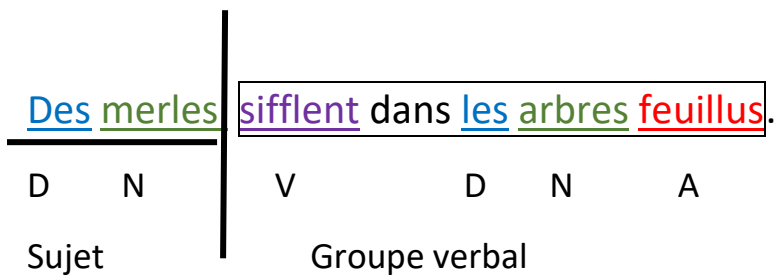 Des merles sifflent dans les arbres feuillus.
D N V D N A
Sujet Groupe verbal